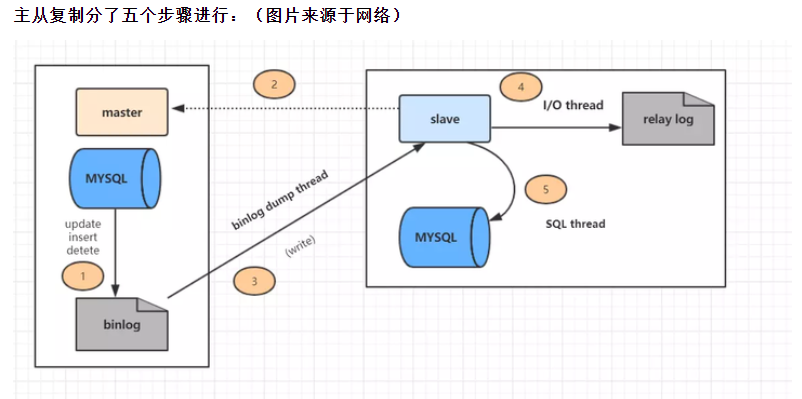 主从复制分了五个步骤进行：（图片来源于网络）
master
MYSQL
update
insert
detete
1
binlog
2
binlog dump thread
(write)
3
slave
4
I/O thread
relay log
5
SQL thread
MYSQL